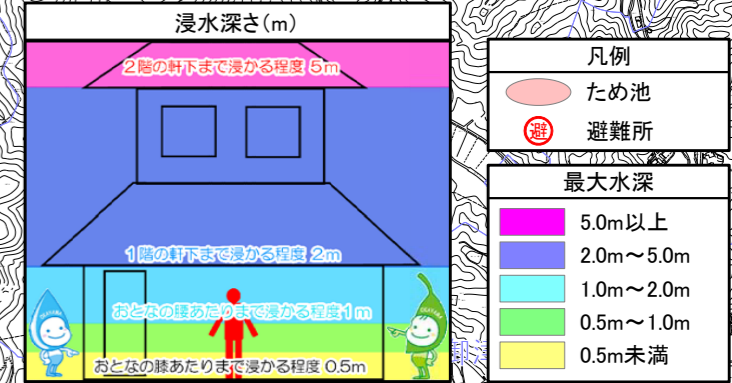 浸水深さ(m)
2階の軒下まで浸かる程度 5m
1階の軒下まで浸かる程度 2m
おとなの腰あたりまで浸かる程度1m
おとなの膝あたりまで浸かる程度 0.5m
凡例
ため池
避 避難所
最大水深
5.0m以上
2.0m～5.0m
1.0m～2.0m
0.5m～1.0m
0.5m未満